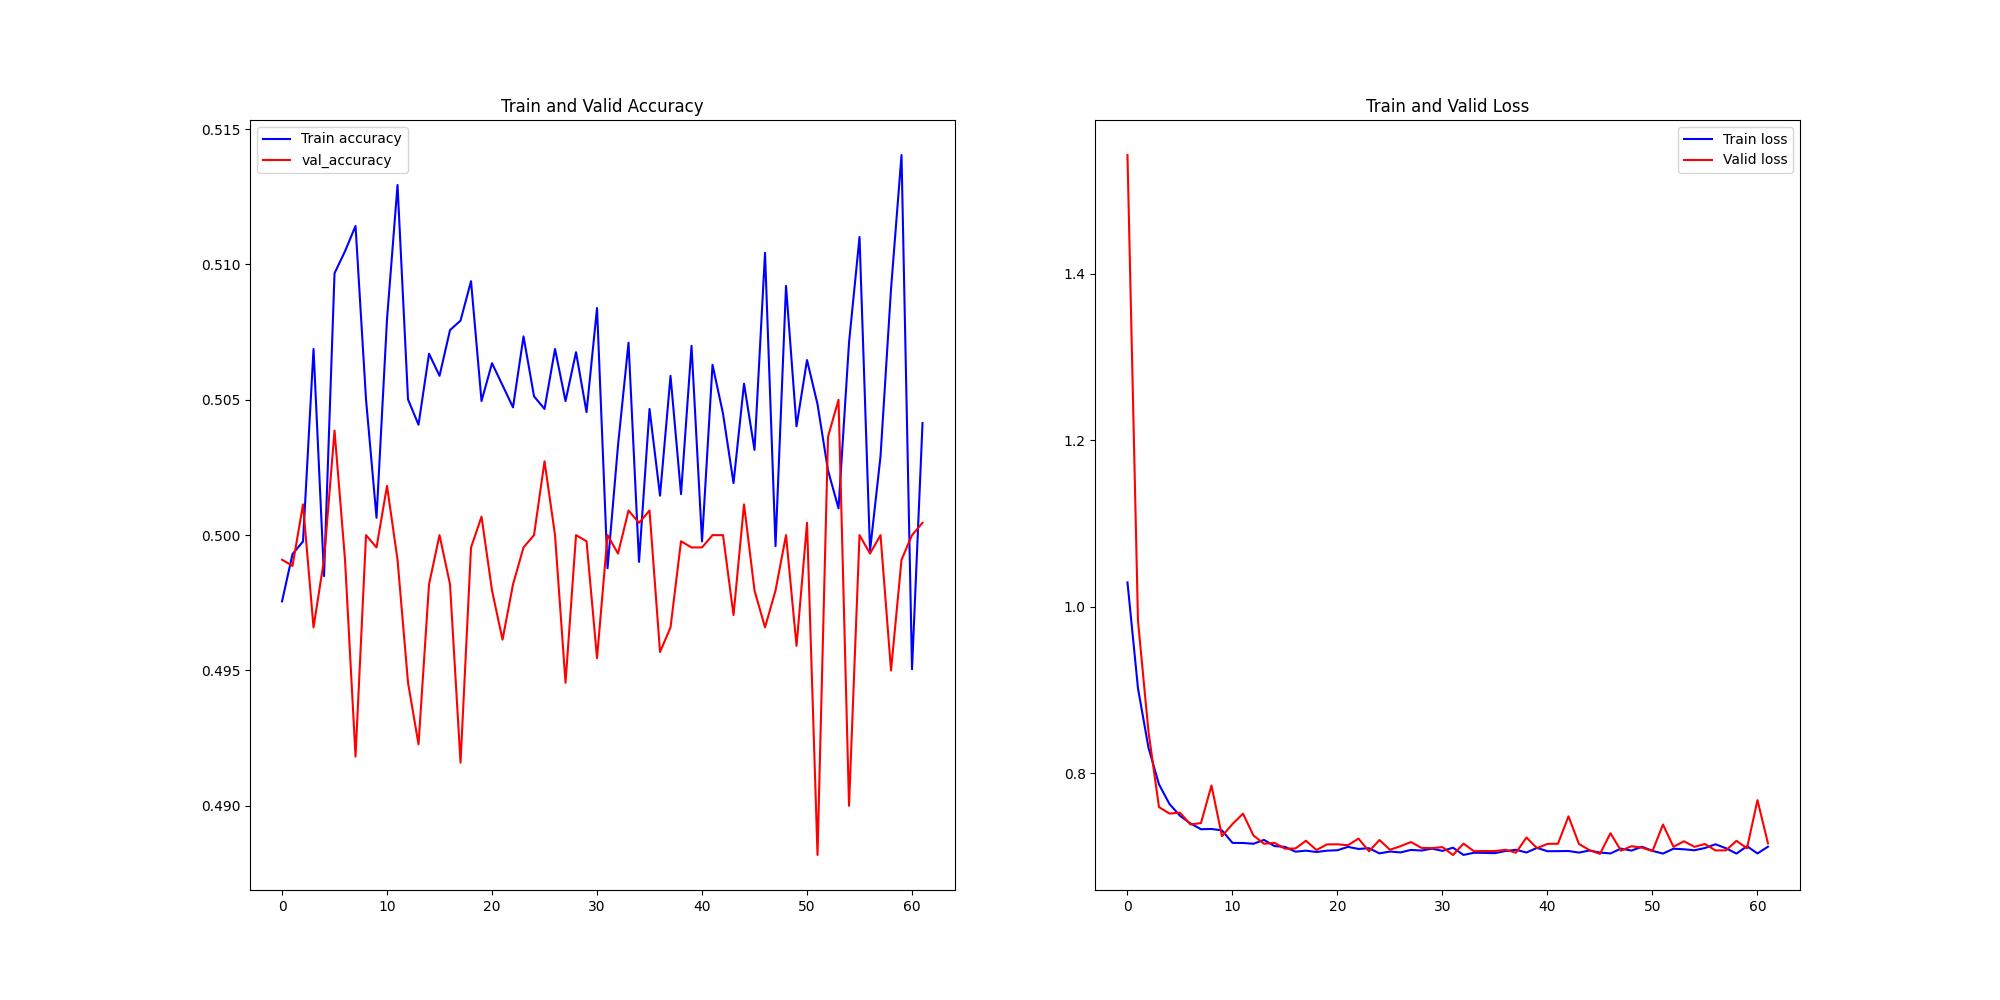 Train and Valid Accuracy
Train accuracy
val_accuracy
0.515
0.510
0.505
0.500
0.495
0.490
0 10 20 30 40 50 60
Train and Valid Loss
Train loss
Valid loss
1.4
1.2
1.0
0.8
0 10 20 30 40 50 60